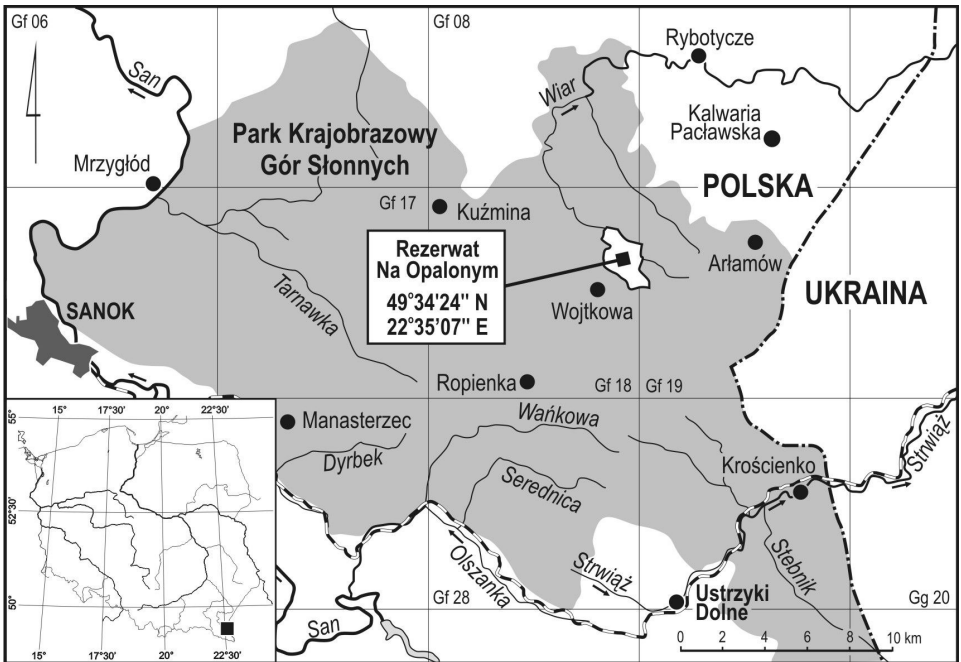 Gf 06
Gf 08
San
Rybotycze
Wiar
Kalwaria
Pacławska
Park Krajobrazowy
Gór Słonnych
Mrzygłód
POLSKA
Gf 17
Kuźmina
Rezerwat
Na Opalonym
49°34'24" N
22°35'07" E
Arłamów
Tarnawka
Wojtkowa
UKRAINA
SANOK
Ropienka
Gf 18
Gf 19
Wańkowa
Manasterzec
Dyrbek
Serednica
Krościenko
Strwiąż
Olszanka
Strwiąż
Stebnik
Ustrzyki
Dolne
Gf 28
Gg 20
San
0 2 4 6 8 10 km
15° 17°30' 20° 22°30'
55°
52°30'
50°
15° 17°30' 20° 22°30'